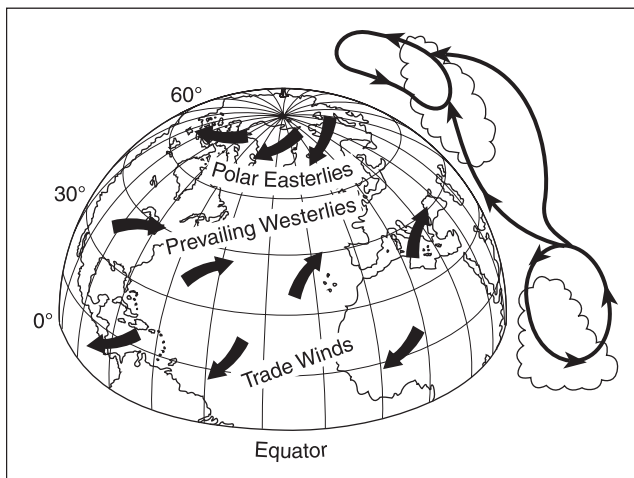 60°
Polar Easterlies
30°
Prevailing Westerlies
0°
Trade Winds
Equator